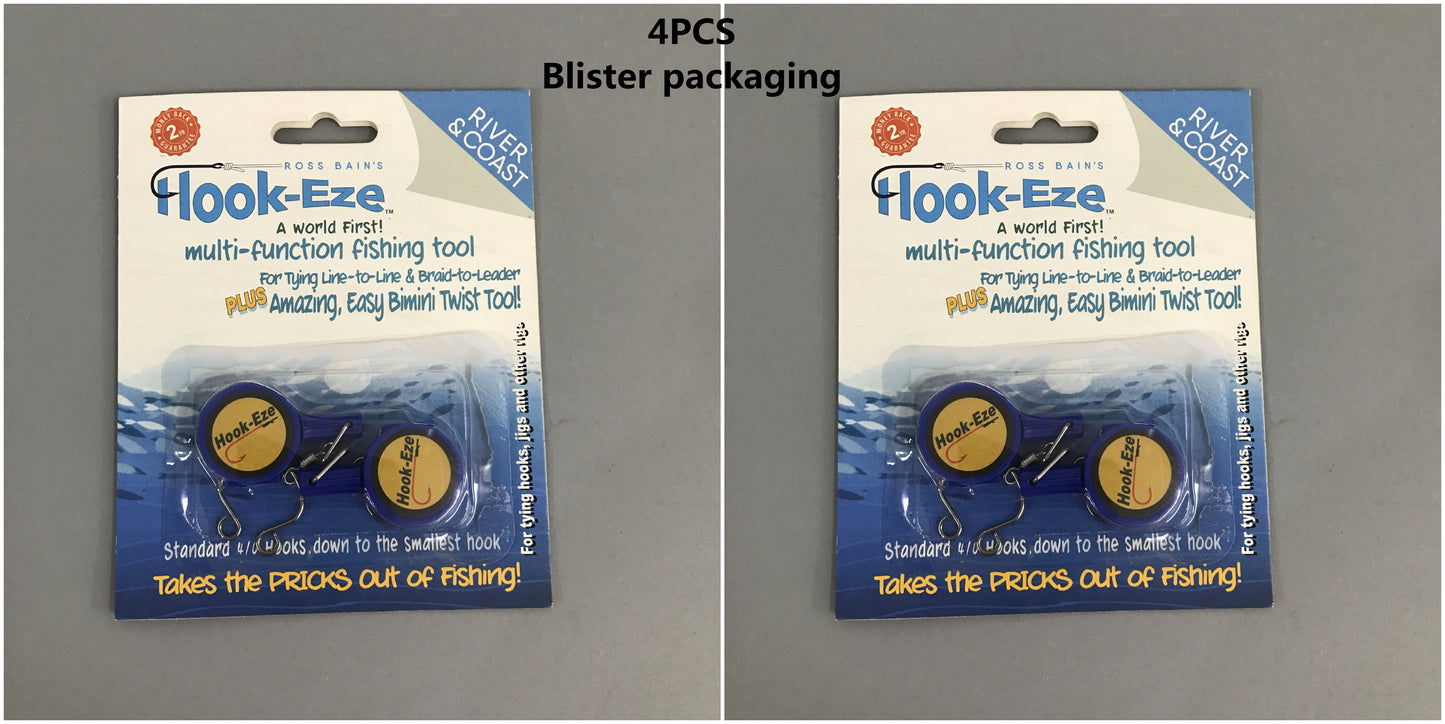 4PCS
Blister packaging
MONEY BACK
2 YR
GUARANTEE
RIVER
& COAST
ROSS BAIN'S
Hook-Eze™
A world First!
multi-function fishing tool
For Tying Line-to-Line & Braid-to-Leader
PLUS Amazing, Easy Bimini Twist Tool!
For tying hooks, jigs and other rigs
Hook-Eze
Hook-Eze
Standard 4/0 Hooks down to the smallest hook
Takes the PRICKS Out of Fishing!
MONEY BACK
2 YR
GUARANTEE
RIVER
& COAST
ROSS BAIN'S
Hook-Eze™
A world First!
multi-function fishing tool
For Tying Line-to-Line & Braid-to-Leader
PLUS Amazing, Easy Bimini Twist Tool!
For tying hooks, jigs and other rigs
Hook-Eze
Hook-Eze
Standard 4/0 Hooks down to the smallest hook
Takes the PRICKS Out of Fishing!